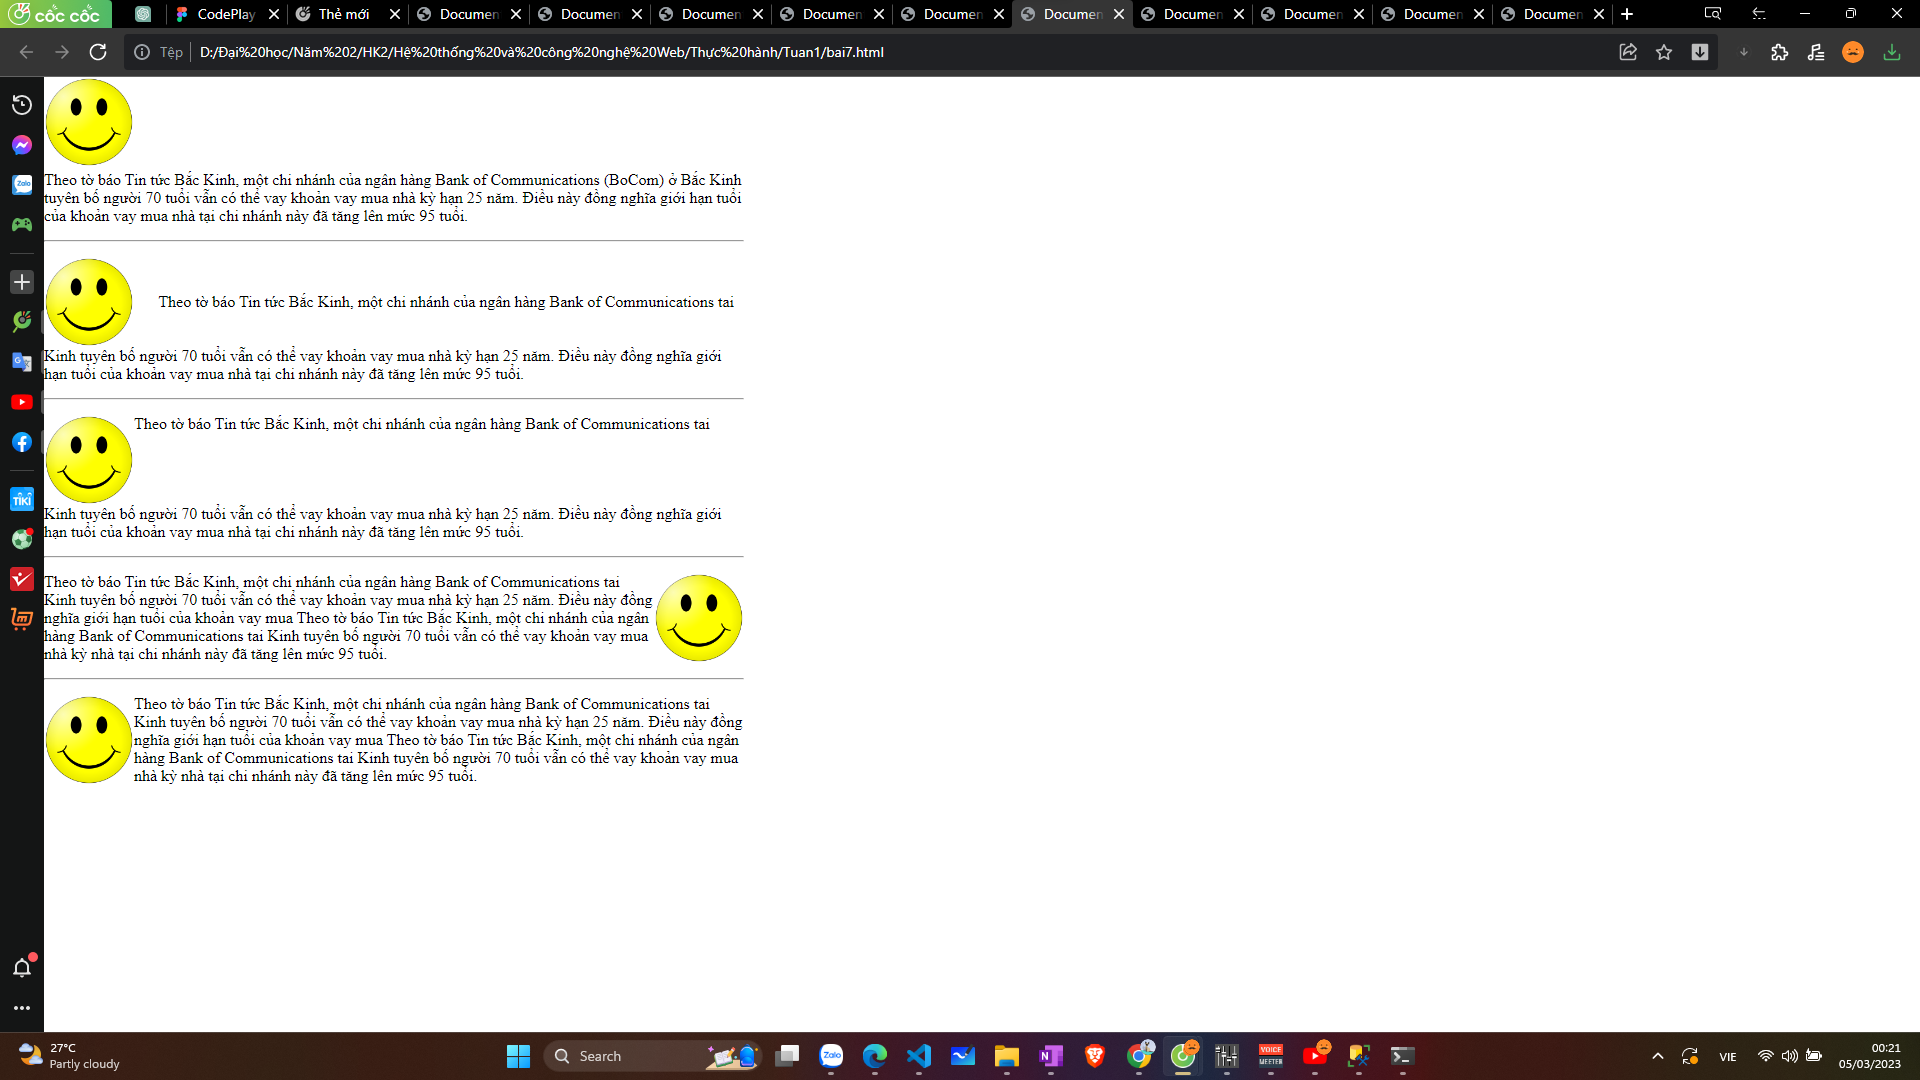 cốc cốc
CodePlay
Thẻ mới
Documen
Documen
Documen
Documen
Documen
Documen
Documen
Documen
Documen
Documen
Tệp
D:/Đại%20học/Năm%202/HK2/Hệ%20thống%20và%20công%20nghệ%20Web/Thực%20hành/Tuan1/bai7.html
Theo tờ báo Tin tức Bắc Kinh, một chi nhánh của ngân hàng Bank of Communications (BoCom) ở Bắc Kinh
tuyên bố người 70 tuổi vẫn có thể vay khoản vay mua nhà kỳ hạn 25 năm. Điều này đồng nghĩa giới hạn tuổi
của khoản vay mua nhà tại chi nhánh này đã tăng lên mức 95 tuổi.
Theo tờ báo Tin tức Bắc Kinh, một chi nhánh của ngân hàng Bank of Communications tai
Kinh tuyên bố người 70 tuổi vẫn có thể vay khoản vay mua nhà kỳ hạn 25 năm. Điều này đồng nghĩa giới
hạn tuổi của khoản vay mua nhà tại chi nhánh này đã tăng lên mức 95 tuổi.
Theo tờ báo Tin tức Bắc Kinh, một chi nhánh của ngân hàng Bank of Communications tai
Kinh tuyên bố người 70 tuổi vẫn có thể vay khoản vay mua nhà kỳ hạn 25 năm. Điều này đồng nghĩa giới
hạn tuổi của khoản vay mua nhà tại chi nhánh này đã tăng lên mức 95 tuổi.
Theo tờ báo Tin tức Bắc Kinh, một chi nhánh của ngân hàng Bank of Communications tai
Kinh tuyên bố người 70 tuổi vẫn có thể vay khoản vay mua nhà kỳ hạn 25 năm. Điều này đồng
nghĩa giới hạn tuổi của khoản vay mua Theo tờ báo Tin tức Bắc Kinh, một chi nhánh của ngân
hàng Bank of Communications tai Kinh tuyên bố người 70 tuổi vẫn có thể vay khoản vay mua
nhà kỳ nhà tại chi nhánh này đã tăng lên mức 95 tuổi.
Theo tờ báo Tin tức Bắc Kinh, một chi nhánh của ngân hàng Bank of Communications tai
Kinh tuyên bố người 70 tuổi vẫn có thể vay khoản vay mua nhà kỳ hạn 25 năm. Điều này đồng
nghĩa giới hạn tuổi của khoản vay mua Theo tờ báo Tin tức Bắc Kinh, một chi nhánh của ngân
hàng Bank of Communications tai Kinh tuyên bố người 70 tuổi vẫn có thể vay khoản vay mua
nhà kỳ nhà tại chi nhánh này đã tăng lên mức 95 tuổi.
Zalo
TIKI
27°C
Partly cloudy
Search
Zalo
VOICE
MEETER
VIE
00:21
05/03/2023